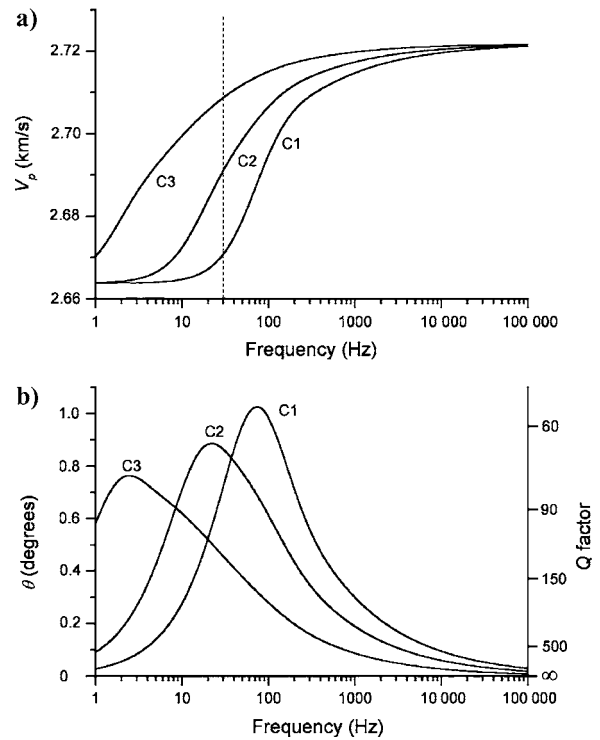 a)
2.72
2.70
2.68
2.66
V_p (km/s)
C3
C2
C1
1
10
100
1000
10 000
100 000
Frequency (Hz)
b)
1.0
0.8
0.6
0.4
0.2
0
θ (degrees)
C3
C2
C1
60
90
150
500
∞
Q factor
1
10
100
1000
10 000
100 000
Frequency (Hz)